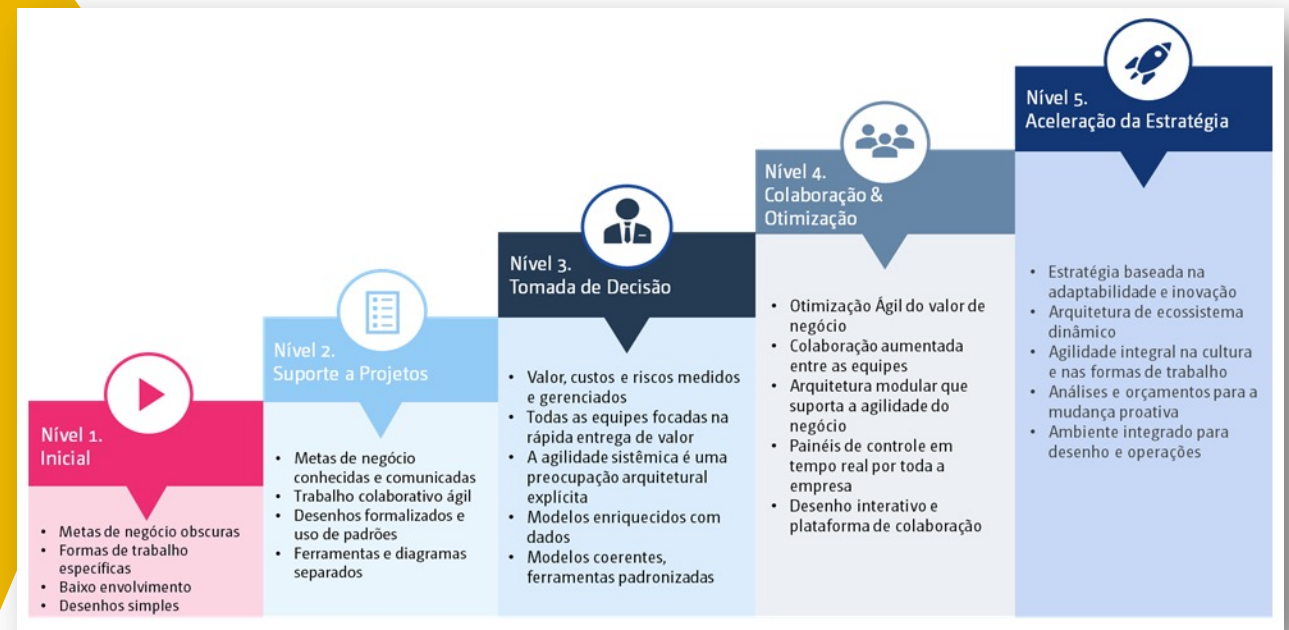 Nível 1.
Inicial
• Metas de negócio obscuras
• Formas de trabalho
específicas
• Baixo envolvimento
• Desenhos simples
Nível 2.
Suporte a Projetos
• Metas de negócio
conhecidas e comunicadas
• Trabalho colaborativo ágil
• Desenhos formalizados e
uso de padrões
• Ferramentas e diagramas
separados
Nível 3.
Tomada de Decisão
• Valor, custos e riscos medidos
e gerenciados
• Todas as equipes focadas na
rápida entrega de valor
• A agilidade sistêmica é uma
preocupação arquitetural
explícita
• Modelos enriquecidos com
dados
• Modelos coerentes,
ferramentas padronizadas
Nível 4.
Colaboração &
Otimização
• Otimização Ágil do valor de
negócio
• Colaboração aumentada
entre as equipes
• Arquitetura modular que
suporta a agilidade do
negócio
• Painéis de controle em
tempo real por toda a
empresa
• Desenho interativo e
plataforma de colaboração
Nível 5.
Aceleração da Estratégia
• Estratégia baseada na
adaptabilidade e inovação
• Arquitetura de ecossistema
dinâmico
• Agilidade integral na cultura
e nas formas de trabalho
• Análises e orçamentos para a
mudança proativa
• Ambiente integrado para
desenho e operações